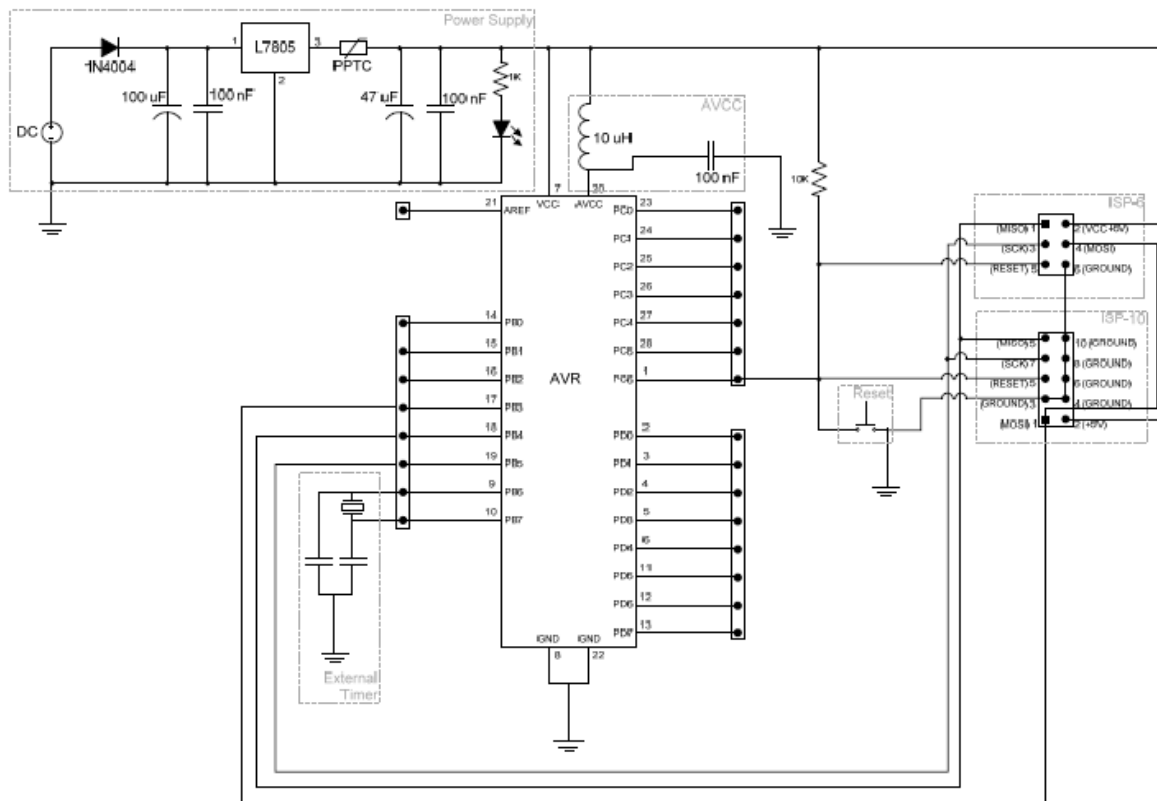 Power Supply
1N4004
1
L7805
3
2
PPTC
100 uF
100 nF
47 uF
100 nF
1K
DC
AVCC
10 uH
100 nF
10K
7
20
VCC
AVCC
21
AREF
23
PC0
24
PC1
25
PC2
26
PC3
27
PC4
28
PC5
1
PC6
14
PB0
15
PB1
16
PB2
17
PB3
18
PB4
19
PB5
9
PB6
10
PB7
AVR
2
PD0
3
PD1
4
PD2
5
PD3
6
PD4
11
PD5
12
PD6
13
PD7
GND
GND
8
22
External
Timer
Reset
ISP-6
(MISO) 1
2 (VCC+5V)
(SCK) 3
4 (MOSI)
(RESET) 5
6 (GROUND)
ISP-10
(MISO) 9
10 (GROUND)
(SCK) 7
8 (GROUND)
(RESET) 5
6 (GROUND)
(GROUND) 3
4 (GROUND)
(MOSI) 1
2 (+5V)